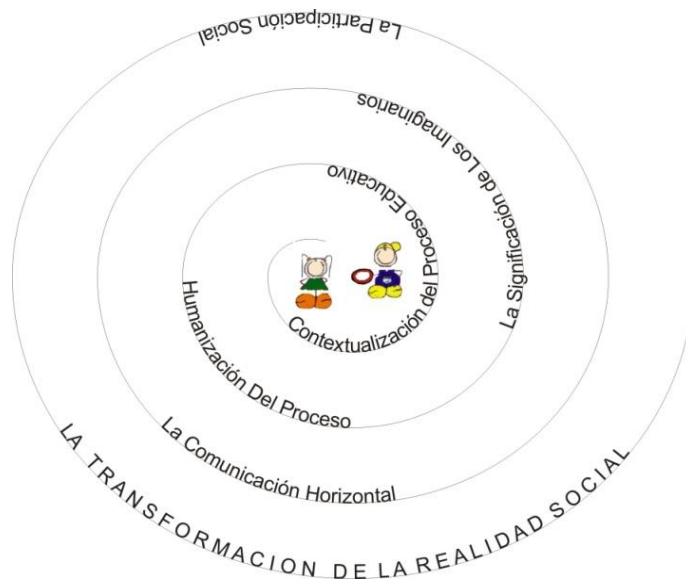 La Participación Social
La Significación de Los Imaginarios
Contextualización del Proceso Educativo
Humanización Del Proceso
La Comunicación Horizontal
LA TRANSFORMACION DE LA REALIDAD SOCIAL